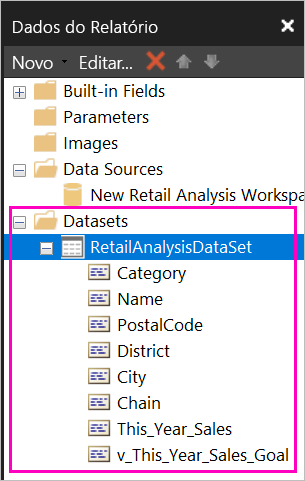 Dados do Relatório
Novo Editar...
Built-in Fields
Parameters
Images
Data Sources
New Retail Analysis Workspa
Datasets
RetailAnalysisDataSet
Category
Name
PostalCode
District
City
Chain
This_Year_Sales
v_This_Year_Sales_Goal